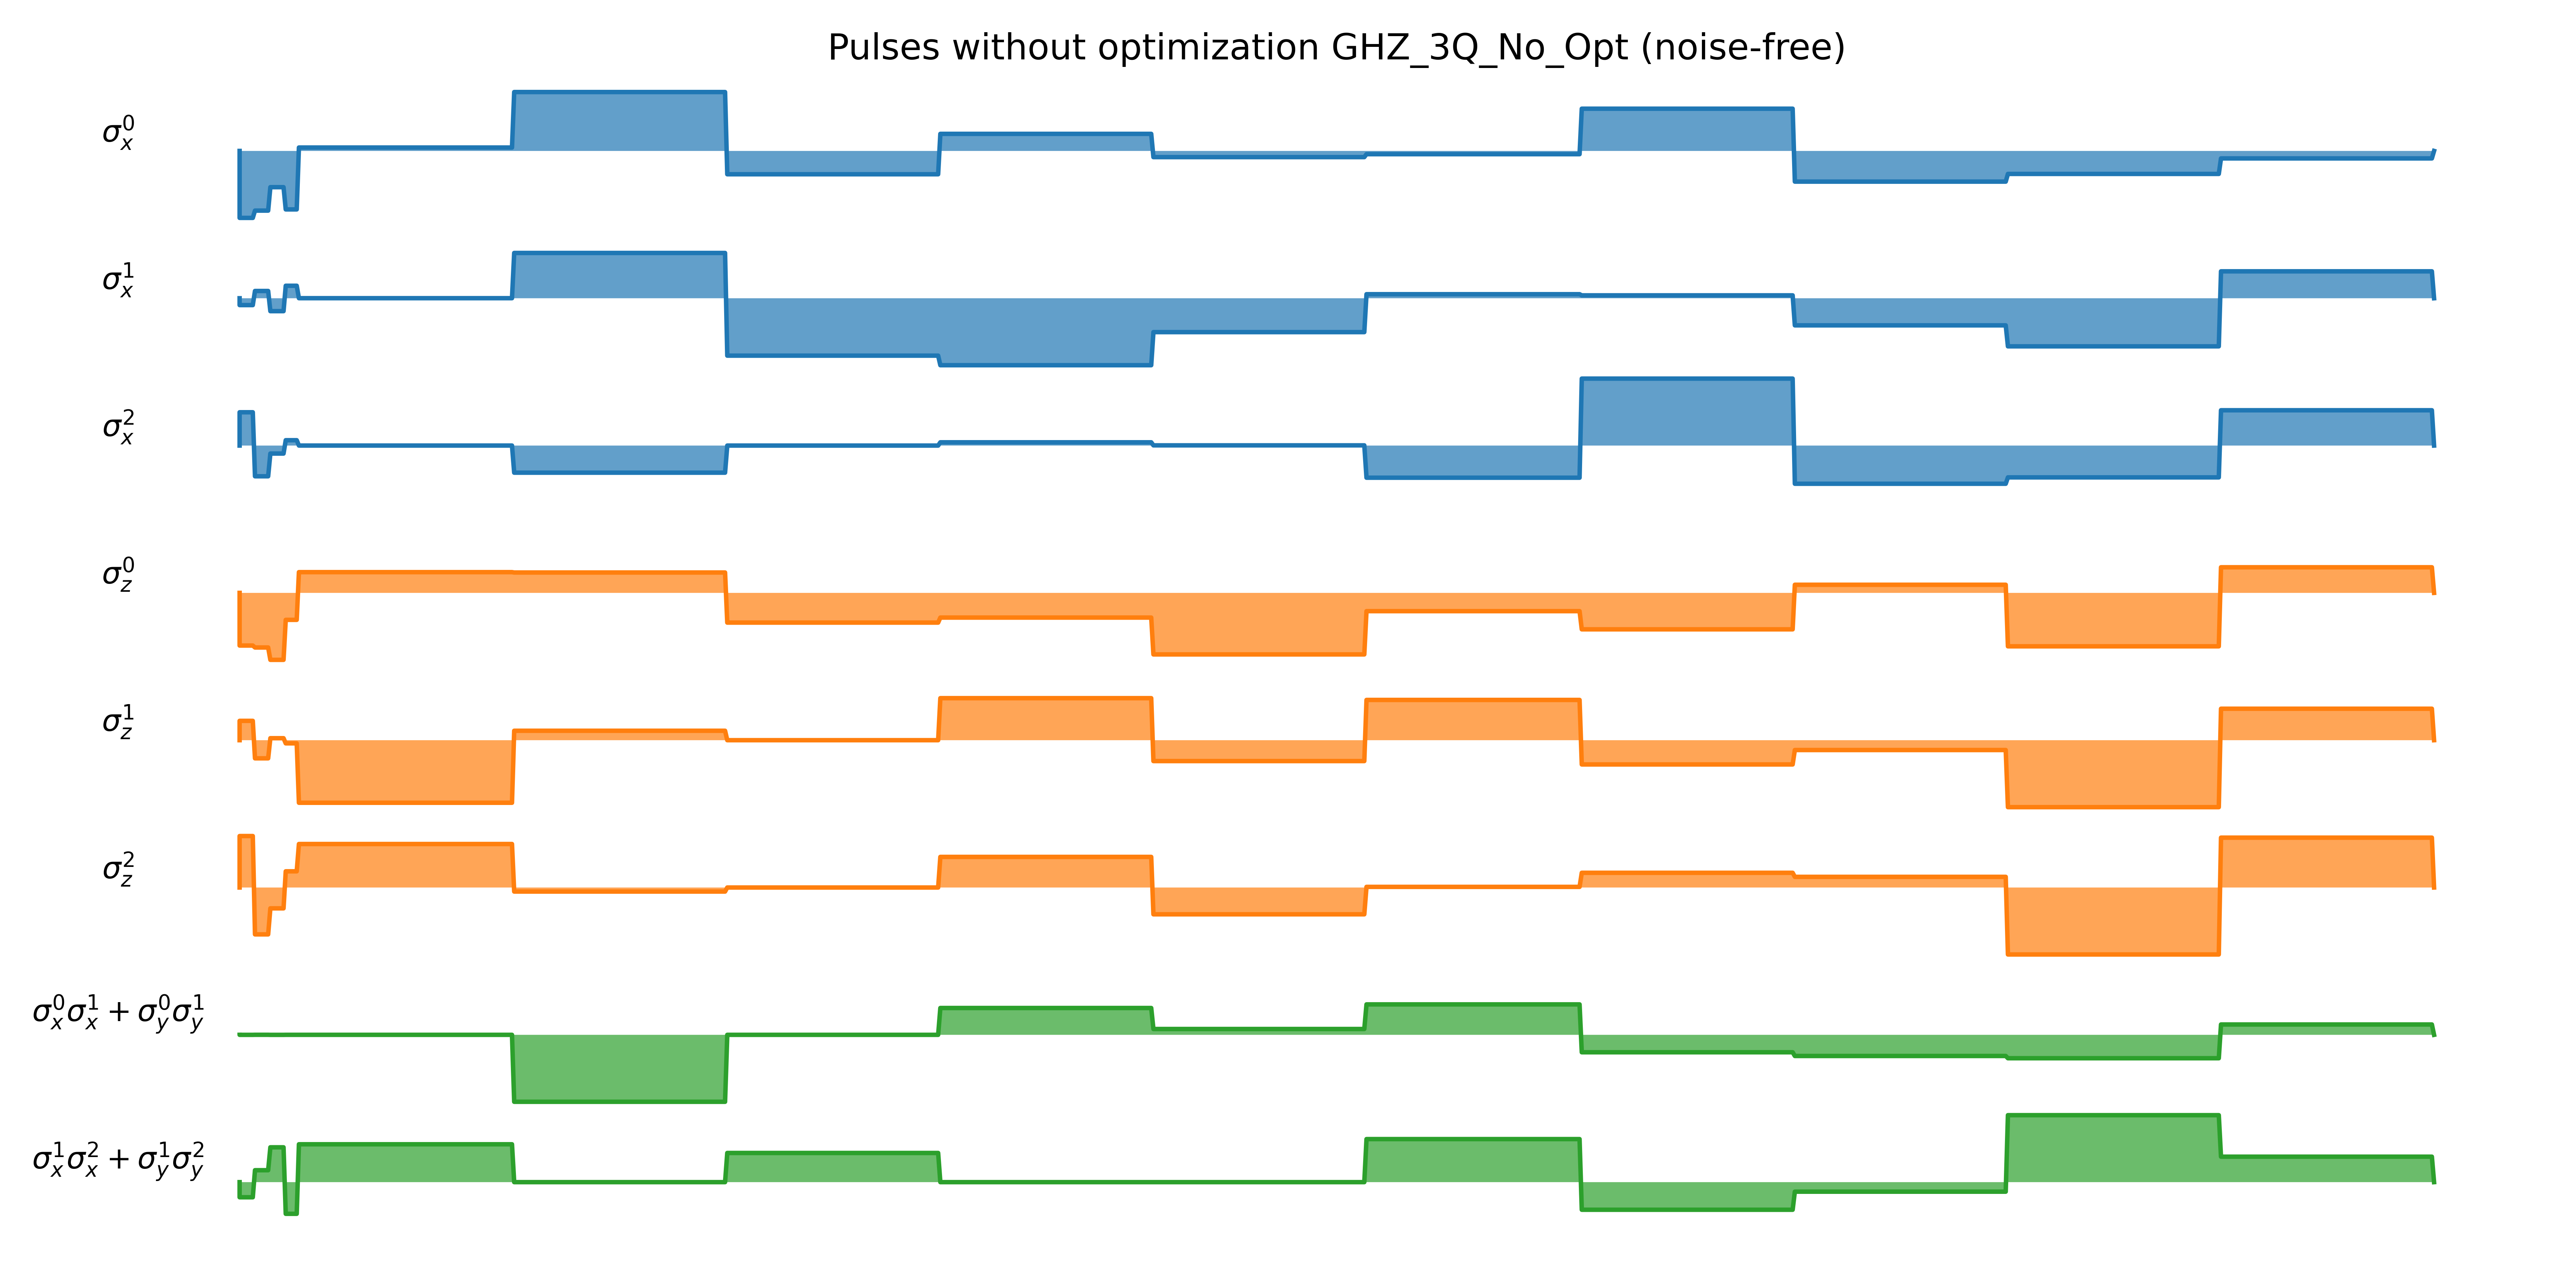 Pulses without optimization GHZ_3Q_No_Opt (noise-free)
σ_x^0
σ_x^1
σ_x^2
σ_z^0
σ_z^1
σ_z^2
σ_x^0σ_x^1 + σ_y^0σ_y^1
σ_x^1σ_x^2 + σ_y^1σ_y^2